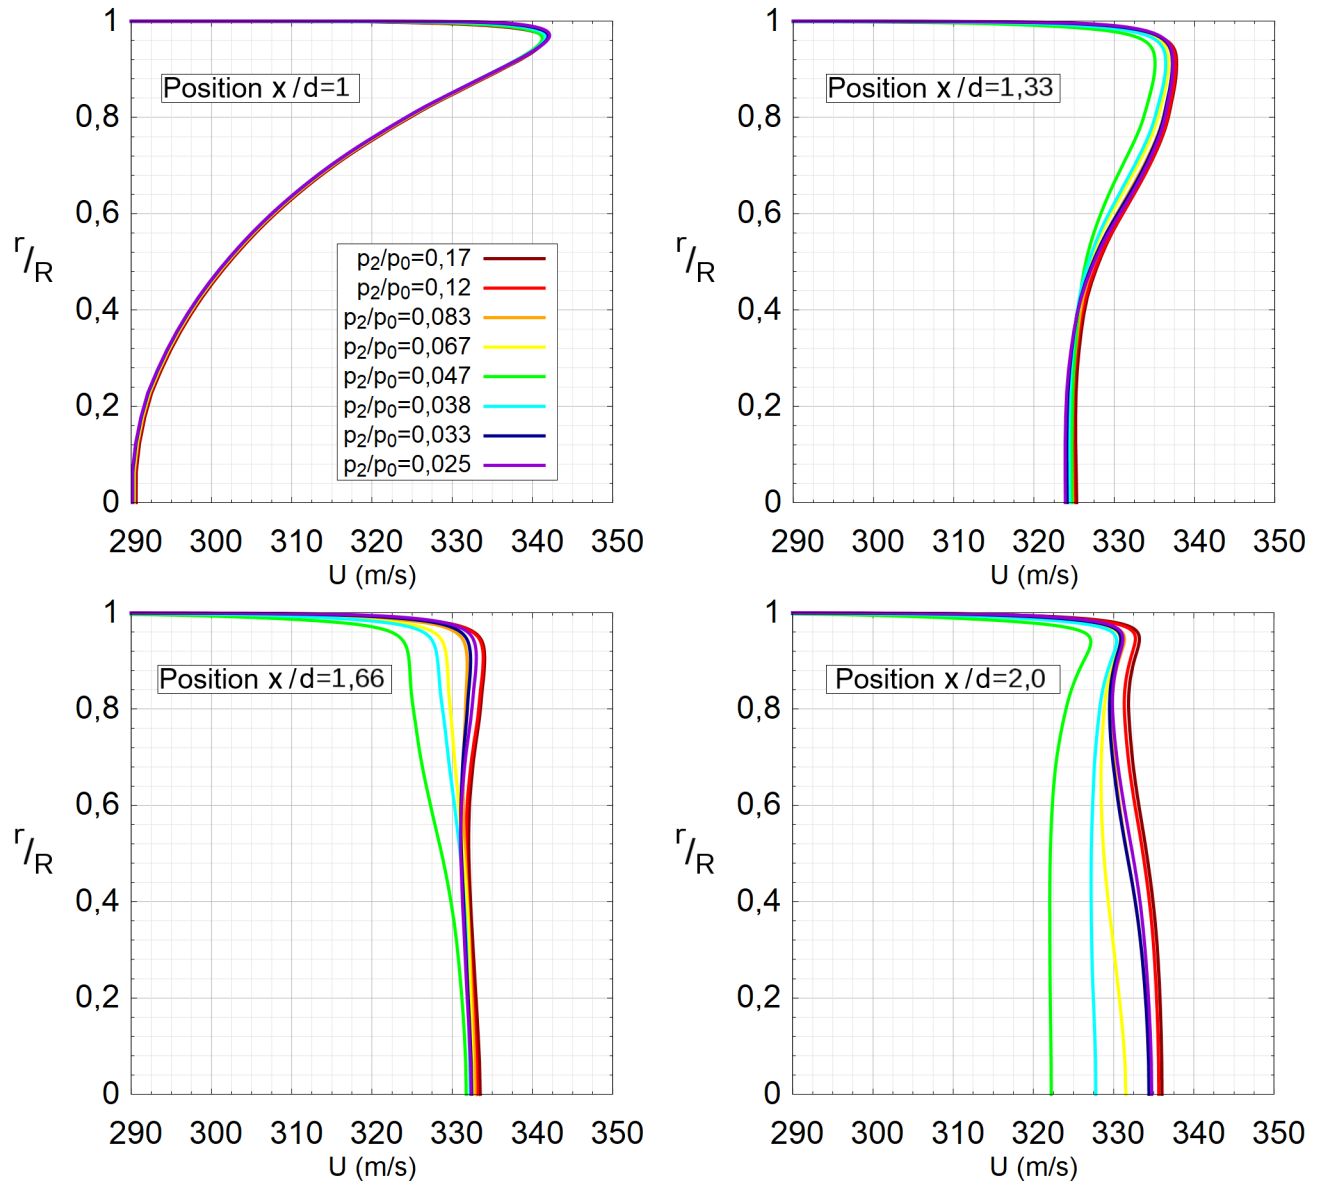 1
0,8
0,6
0,4
0,2
0
r/R
Position x/d=1
p2/p0=0,17
p2/p0=0,12
p2/p0=0,083
p2/p0=0,067
p2/p0=0,047
p2/p0=0,038
p2/p0=0,033
p2/p0=0,025
290 300 310 320 330 340 350
U (m/s)
1
0,8
0,6
0,4
0,2
0
r/R
Position x/d=1,33
290 300 310 320 330 340 350
U (m/s)
1
0,8
0,6
0,4
0,2
0
r/R
Position x/d=1,66
290 300 310 320 330 340 350
U (m/s)
1
0,8
0,6
0,4
0,2
0
r/R
Position x/d=2,0
290 300 310 320 330 340 350
U (m/s)